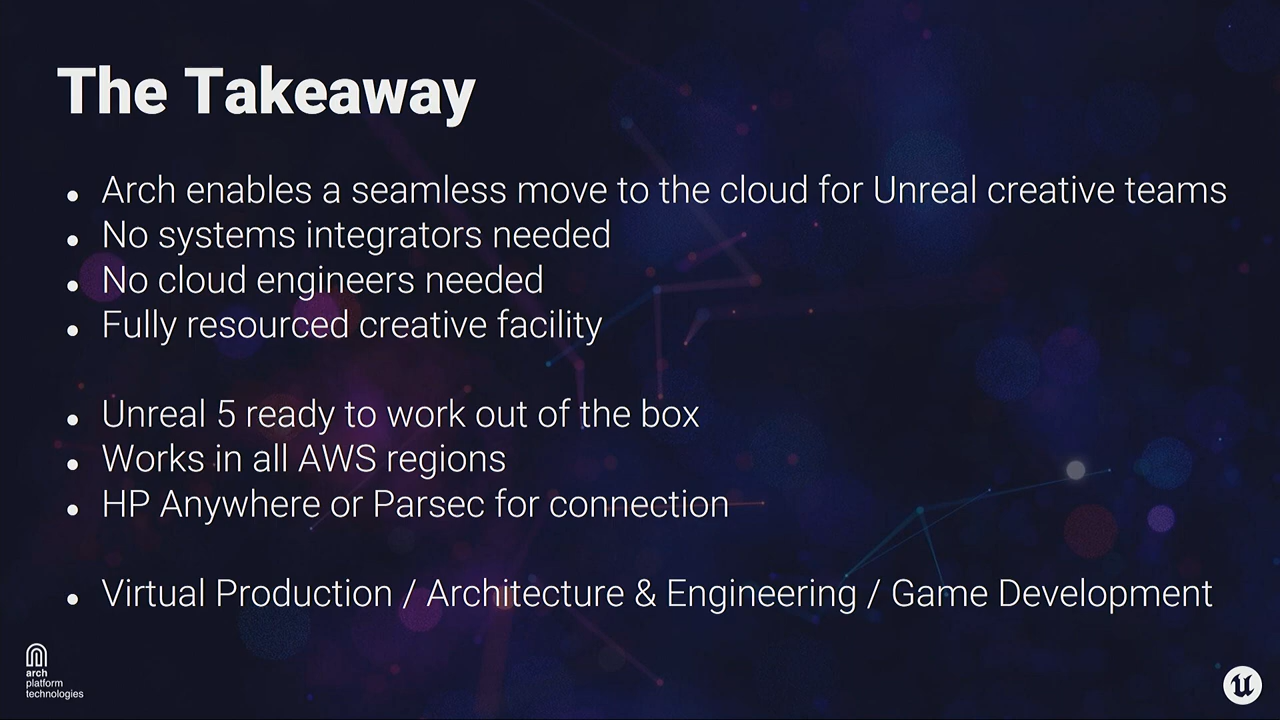 The Takeaway
• Arch enables a seamless move to the cloud for Unreal creative teams
• No systems integrators needed
• No cloud engineers needed
• Fully resourced creative facility
• Unreal 5 ready to work out of the box
• Works in all AWS regions
• HP Anywhere or Parsec for connection
• Virtual Production / Architecture & Engineering / Game Development
arch
platform
technologies